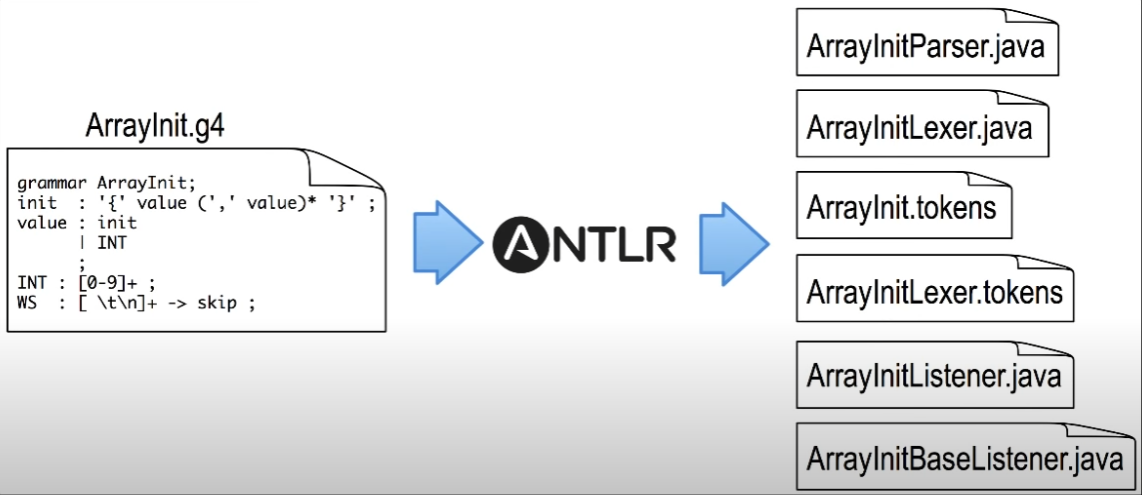 ArrayInit.g4
grammar ArrayInit;
init  : '{' value (',' value)* '}' ;
value : init
      | INT
      ;
INT : [0-9]+ ;
WS  : [ \t\n]+ -> skip ;
ANTLR
ArrayInitParser.java
ArrayInitLexer.java
ArrayInit.tokens
ArrayInitLexer.tokens
ArrayInitListener.java
ArrayInitBaseListener.java